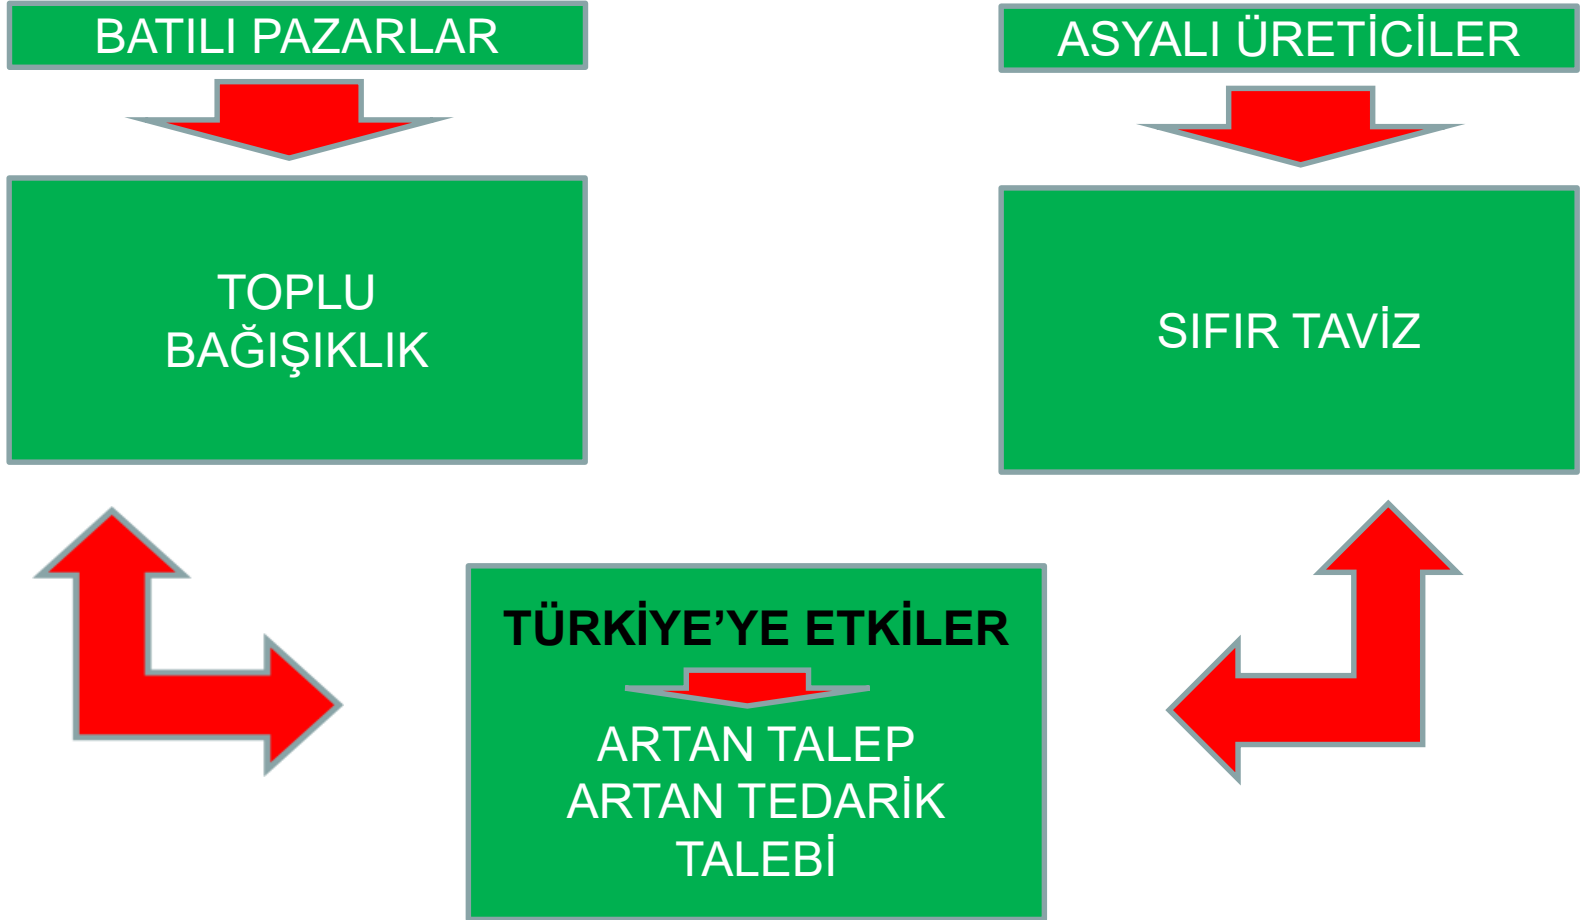 BATILI PAZARLAR
ASYALI ÜRETİCİLER
TOPLU
BAĞIŞIKLIK
SIFIR TAVİZ
TÜRKİYE’YE ETKİLER
ARTAN TALEP
ARTAN TEDARİK
TALEBİ